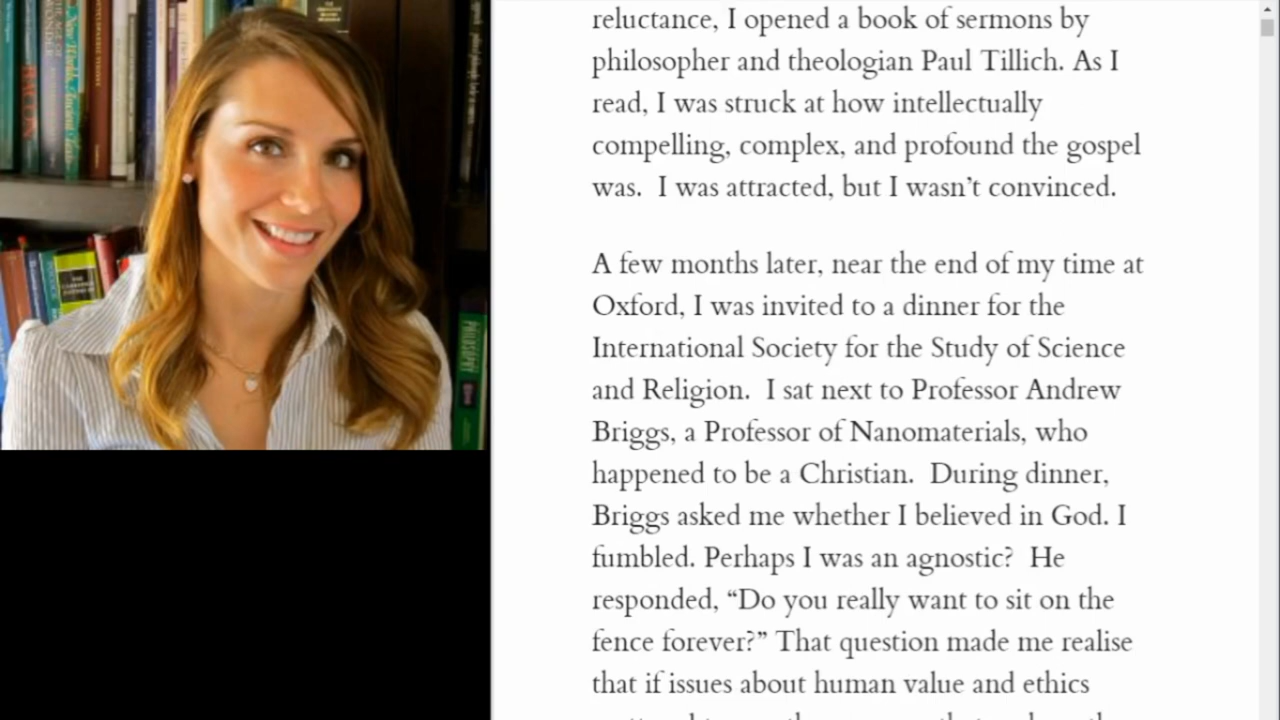 reluctance, I opened a book of sermons by
philosopher and theologian Paul Tillich. As I
read, I was struck at how intellectually
compelling, complex, and profound the gospel
was.  I was attracted, but I wasn’t convinced.
A few months later, near the end of my time at
Oxford, I was invited to a dinner for the
International Society for the Study of Science
and Religion.  I sat next to Professor Andrew
Briggs, a Professor of Nanomaterials, who
happened to be a Christian.  During dinner,
Briggs asked me whether I believed in God. I
fumbled. Perhaps I was an agnostic?  He
responded, “Do you really want to sit on the
fence forever?” That question made me realise
that if issues about human value and ethics
PHILOSOPHY